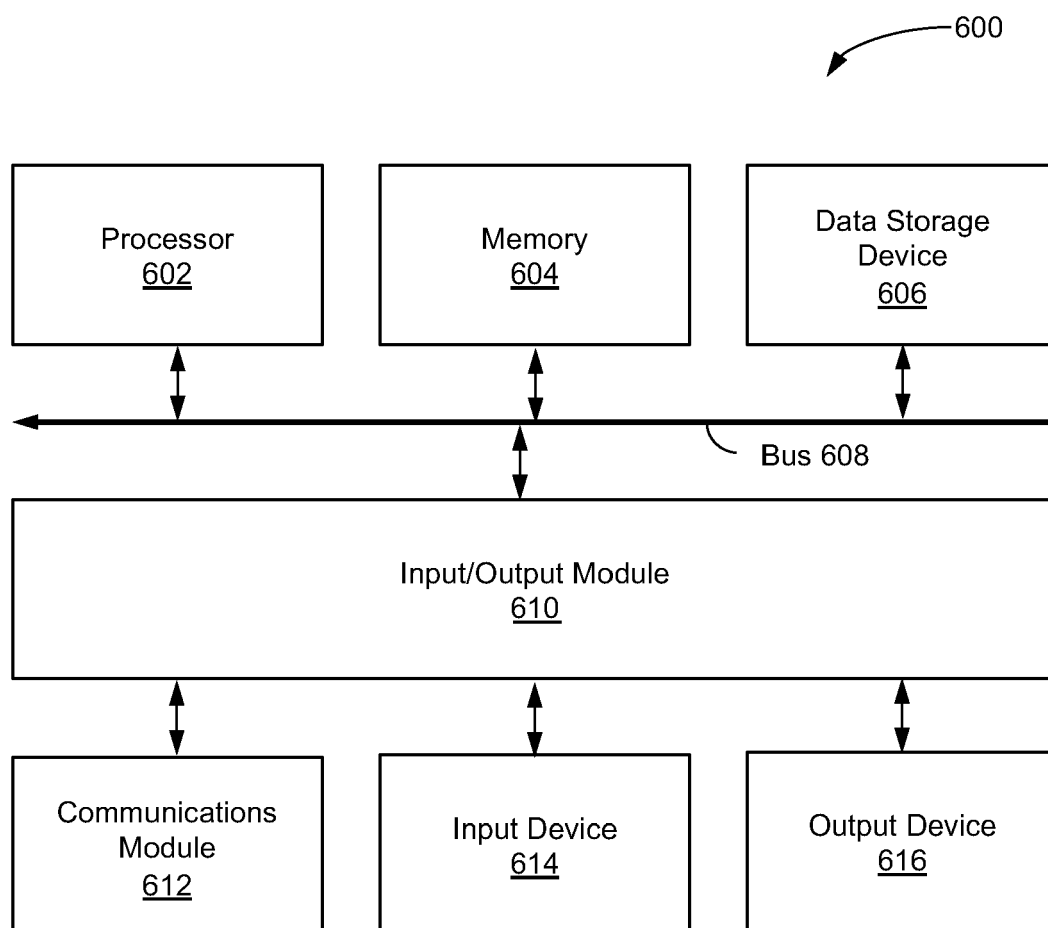 600
Processor
602
Memory
604
Data Storage
Device
606
Bus 608
Input/Output Module
610
Communications
Module
612
Input Device
614
Output Device
616